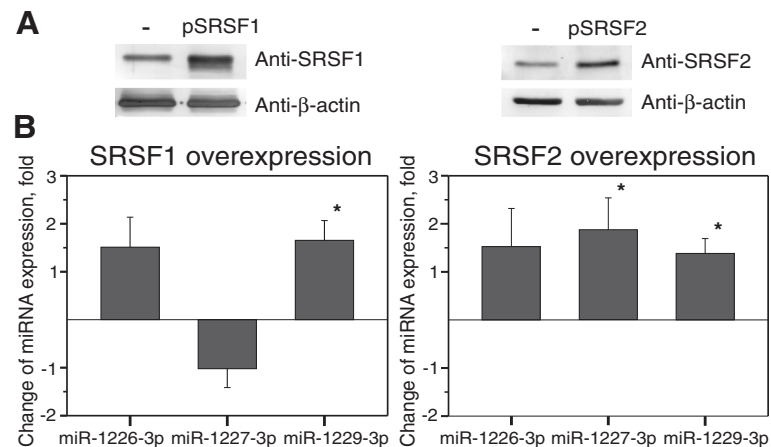 A
- pSRSF1
Anti-SRSF1
Anti-β-actin
- pSRSF2
Anti-SRSF2
Anti-β-actin
B
SRSF1 overexpression
Change of miRNA expression, fold
3
2
1
-1
-2
*
miR-1226-3p miR-1227-3p miR-1229-3p
SRSF2 overexpression
Change of miRNA expression, fold
3
2
1
-1
-2
*
*
miR-1226-3p miR-1227-3p miR-1229-3p